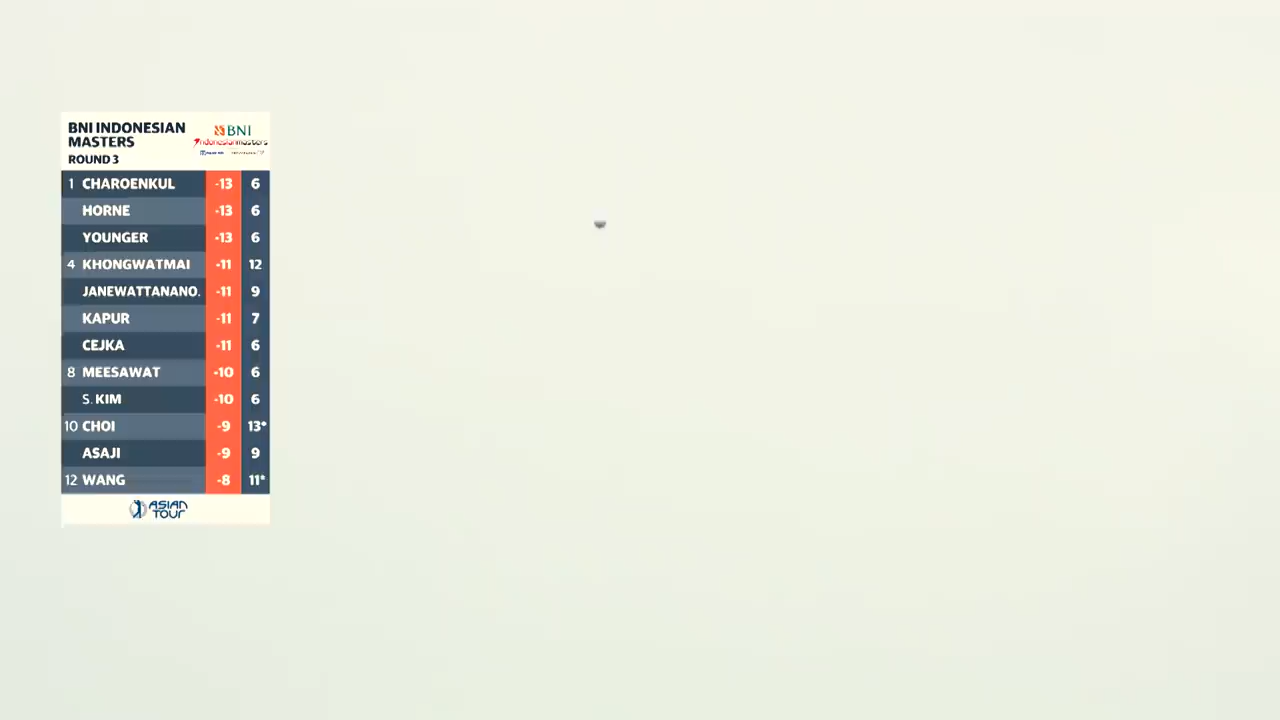 BNI INDONESIAN
MASTERS
ROUND 3
BNI
indonesianmasters
1 CHAROENKUL -13 6
HORNE -13 6
YOUNGER -13 6
4 KHONGWATMAI -11 12
JANEWATTANANO. -11 9
KAPUR -11 7
CEJKA -11 6
8 MEESAWAT -10 6
S. KIM -10 6
10 CHOI -9 13*
ASAJI -9 9
12 WANG -8 11*
ASIAN
TOUR